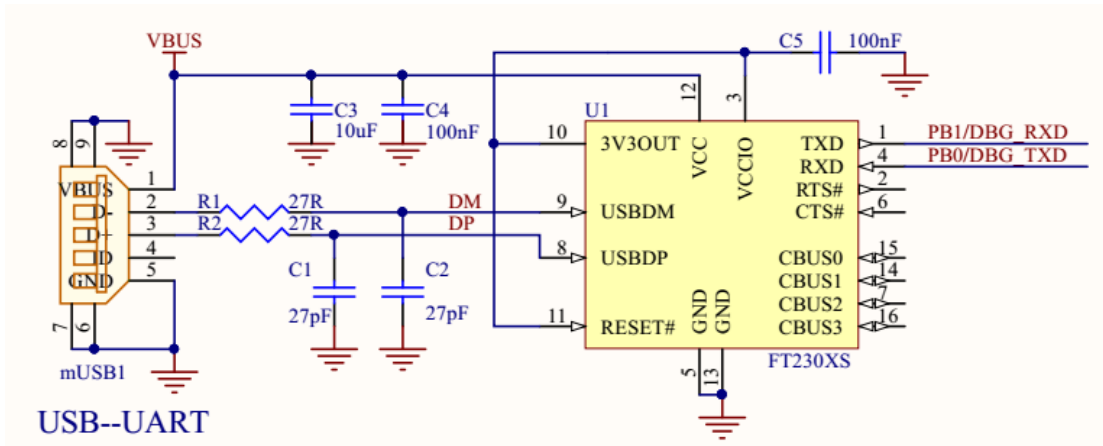 VBUS
C5 100nF
C3
10uF
C4
100nF
12
3
U1
8
9
10 3V3OUT
VCC
VCCIO
TXD 1 PB1/DBG_RXD
RXD 4 PB0/DBG_TXD
RTS# 2
CTS# 6
VBUS 1
D- 2 R1 27R DM 9 USBDM
D+ 3 R2 27R DP 8 USBDP
ID 4
GND 5
C1
27pF
C2
27pF
CBUS0 15
CBUS1 14
CBUS2 7
CBUS3 16
11 RESET#
GND
GND
7
6
5
13
mUSB1
FT230XS
USB--UART